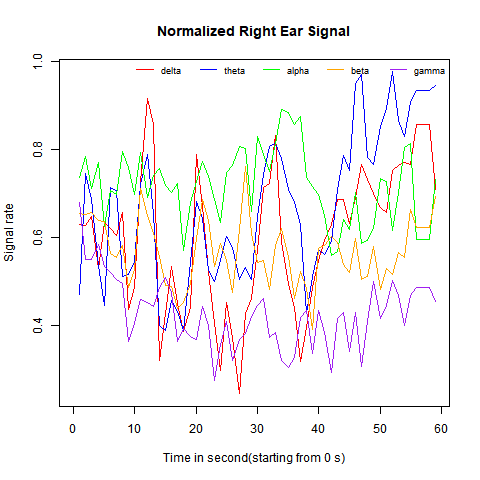 Normalized Right Ear Signal
delta theta alpha beta gamma
1.0
0.8
0.6
0.4
Signal rate
0 10 20 30 40 50 60
Time in second(starting from 0 s)